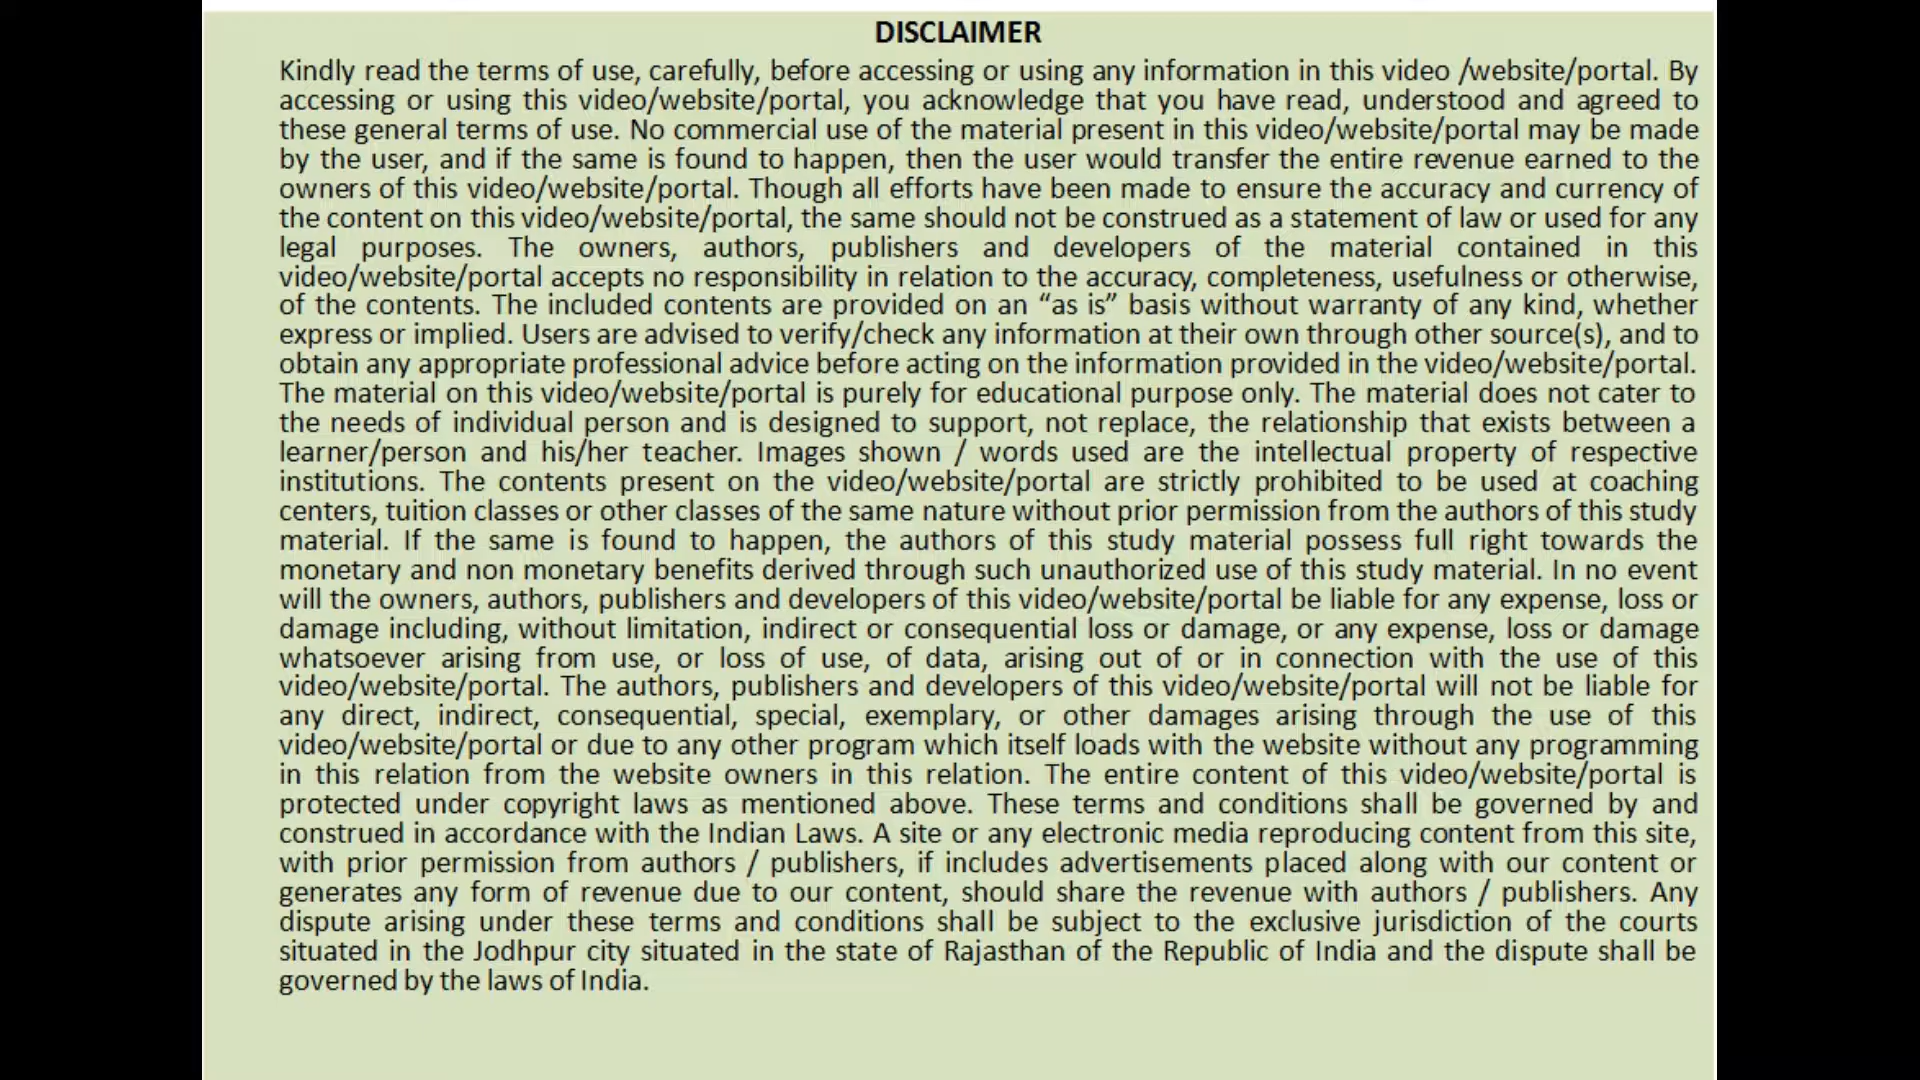 DISCLAIMER
Kindly read the terms of use, carefully, before accessing or using any information in this video /website/portal. By
accessing or using this video/website/portal, you acknowledge that you have read, understood and agreed to
these general terms of use. No commercial use of the material present in this video/website/portal may be made
by the user, and if the same is found to happen, then the user would transfer the entire revenue earned to the
owners of this video/website/portal. Though all efforts have been made to ensure the accuracy and currency of
the content on this video/website/portal, the same should not be construed as a statement of law or used for any
legal purposes. The owners, authors, publishers and developers of the material contained in this
video/website/portal accepts no responsibility in relation to the accuracy, completeness, usefulness or otherwise,
of the contents. The included contents are provided on an “as is” basis without warranty of any kind, whether
express or implied. Users are advised to verify/check any information at their own through other source(s), and to
obtain any appropriate professional advice before acting on the information provided in the video/website/portal.
The material on this video/website/portal is purely for educational purpose only. The material does not cater to
the needs of individual person and is designed to support, not replace, the relationship that exists between a
learner/person and his/her teacher. Images shown / words used are the intellectual property of respective
institutions. The contents present on the video/website/portal are strictly prohibited to be used at coaching
centers, tuition classes or other classes of the same nature without prior permission from the authors of this study
material. If the same is found to happen, the authors of this study material possess full right towards the
monetary and non monetary benefits derived through such unauthorized use of this study material. In no event
will the owners, authors, publishers and developers of this video/website/portal be liable for any expense, loss or
damage including, without limitation, indirect or consequential loss or damage, or any expense, loss or damage
whatsoever arising from use, or loss of use, of data, arising out of or in connection with the use of this
video/website/portal. The authors, publishers and developers of this video/website/portal will not be liable for
any direct, indirect, consequential, special, exemplary, or other damages arising through the use of this
video/website/portal or due to any other program which itself loads with the website without any programming
in this relation from the website owners in this relation. The entire content of this video/website/portal is
protected under copyright laws as mentioned above. These terms and conditions shall be governed by and
construed in accordance with the Indian Laws. A site or any electronic media reproducing content from this site,
with prior permission from authors / publishers, if includes advertisements placed along with our content or
generates any form of revenue due to our content, should share the revenue with authors / publishers. Any
dispute arising under these terms and conditions shall be subject to the exclusive jurisdiction of the courts
situated in the Jodhpur city situated in the state of Rajasthan of the Republic of India and the dispute shall be
governed by the laws of India.